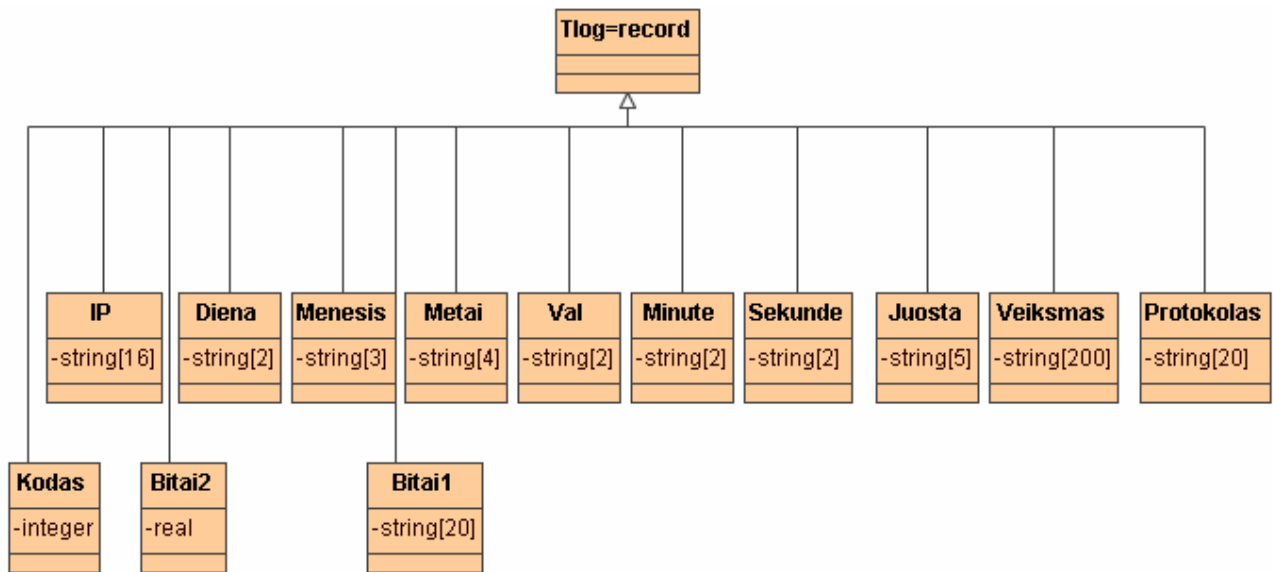 Tlog=record
IP
-string[16]
Diena
-string[2]
Menesis
-string[3]
Metai
-string[4]
Val
-string[2]
Minute
-string[2]
Sekunde
-string[2]
Juosta
-string[5]
Veiksmas
-string[200]
Protokolas
-string[20]
Kodas
-integer
Bitai2
-real
Bitai1
-string[20]